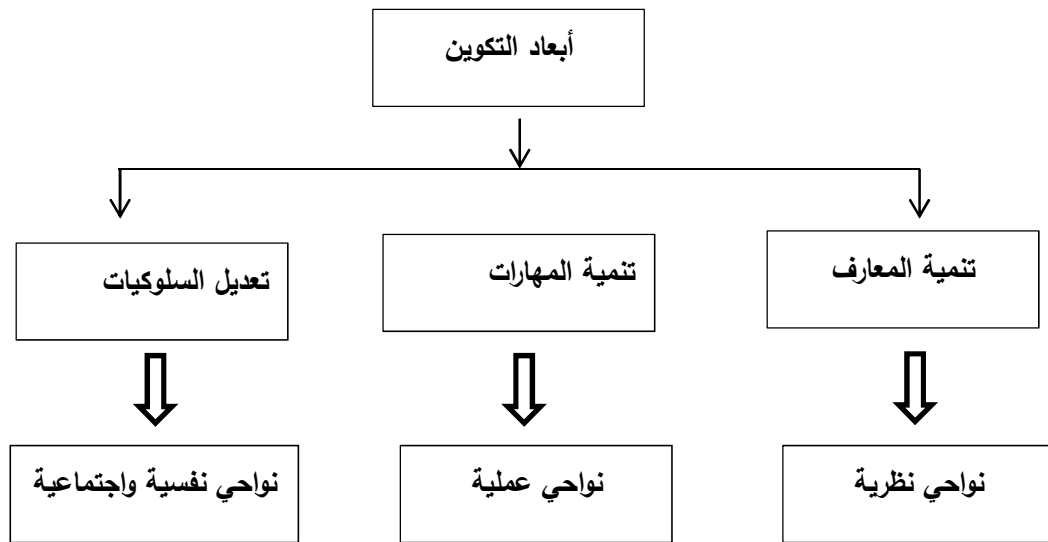 أبعاد التكوين
تنمية المعارف
تنمية المهارات
تعديل السلوكيات
نواحي نظرية
نواحي عملية
نواحي نفسية واجتماعية